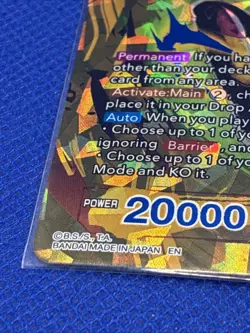 Permanent If you ha
other than your deck
card from any area.
Activate:Main 2, ch
place it in your Drop
Auto When you play
• Choose up to 1 of yo
ignoring Barrier, and
• Choose up to 1 of y
Mode and KO it.
POWER 20000
©B.S./S., T.A.
BANDAI MADE IN JAPAN EN